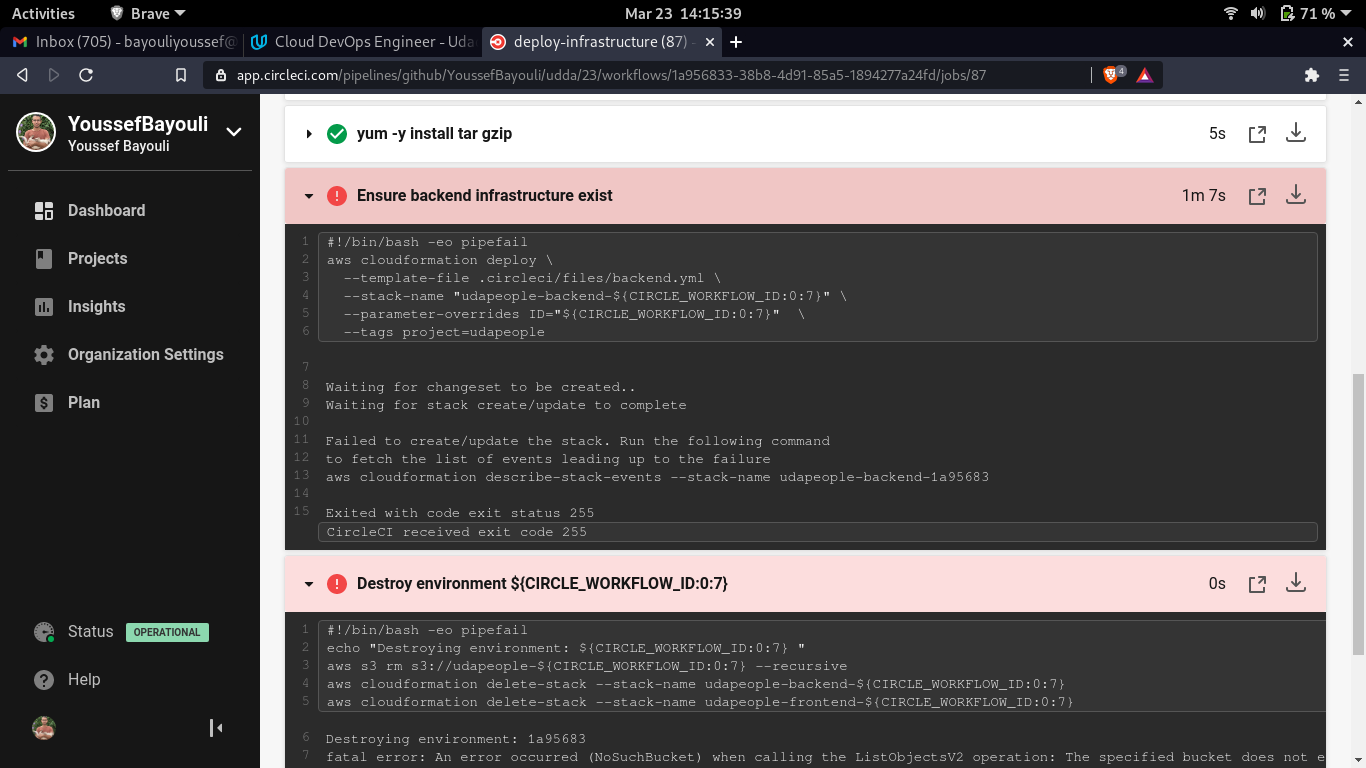 Activities
Brave
Mar 23 14:15:39
71 %
Inbox (705) - bayouliyoussef@
Cloud DevOps Engineer - Uda
deploy-infrastructure (87) -
app.circleci.com/pipelines/github/YoussefBayouli/udda/23/workflows/1a956833-38b8-4d91-85a5-1894277a24fd/jobs/87
4
YoussefBayouli
Youssef Bayouli
Dashboard
Projects
Insights
Organization Settings
Plan
Status OPERATIONAL
Help
yum -y install tar gzip 5s
Ensure backend infrastructure exist 1m 7s
1 #!/bin/bash -eo pipefail
2 aws cloudformation deploy \
3 --template-file .circleci/files/backend.yml \
4 --stack-name "udapeople-backend-${CIRCLE_WORKFLOW_ID:0:7}" \
5 --parameter-overrides ID="${CIRCLE_WORKFLOW_ID:0:7}" \
6 --tags project=udapeople
7
8 Waiting for changeset to be created..
9 Waiting for stack create/update to complete
10
11 Failed to create/update the stack. Run the following command
12 to fetch the list of events leading up to the failure
13 aws cloudformation describe-stack-events --stack-name udapeople-backend-1a95683
14
15 Exited with code exit status 255
CircleCI received exit code 255
Destroy environment ${CIRCLE_WORKFLOW_ID:0:7} 0s
1 #!/bin/bash -eo pipefail
2 echo "Destroying environment: ${CIRCLE_WORKFLOW_ID:0:7} "
3 aws s3 rm s3://udapeople-${CIRCLE_WORKFLOW_ID:0:7} --recursive
4 aws cloudformation delete-stack --stack-name udapeople-backend-${CIRCLE_WORKFLOW_ID:0:7}
5 aws cloudformation delete-stack --stack-name udapeople-frontend-${CIRCLE_WORKFLOW_ID:0:7}
6 Destroying environment: 1a95683
7 fatal error: An error occurred (NoSuchBucket) when calling the ListObjectsV2 operation: The specified bucket does not e